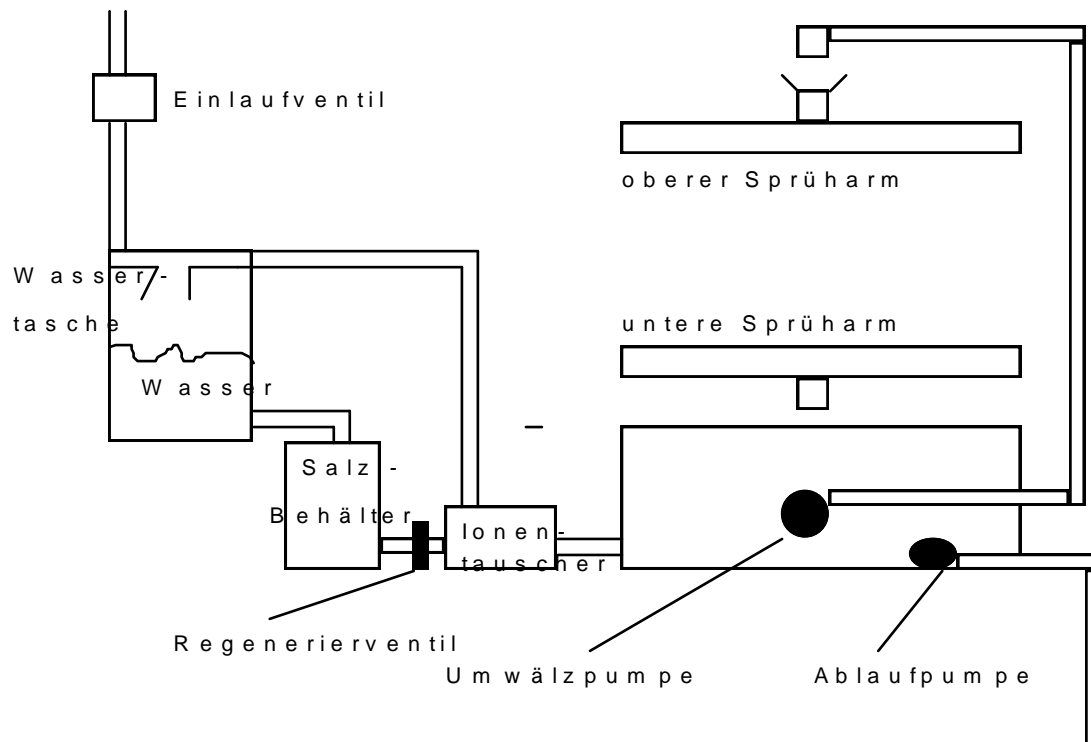 Einlaufventil
oberer Sprüharm
Wasser-
tasche
untere Sprüharm
Wasser
Salz-
Behälter
Ionen-
tauscher
Regenerierventil
Umwälzpumpe
Ablaufpumpe